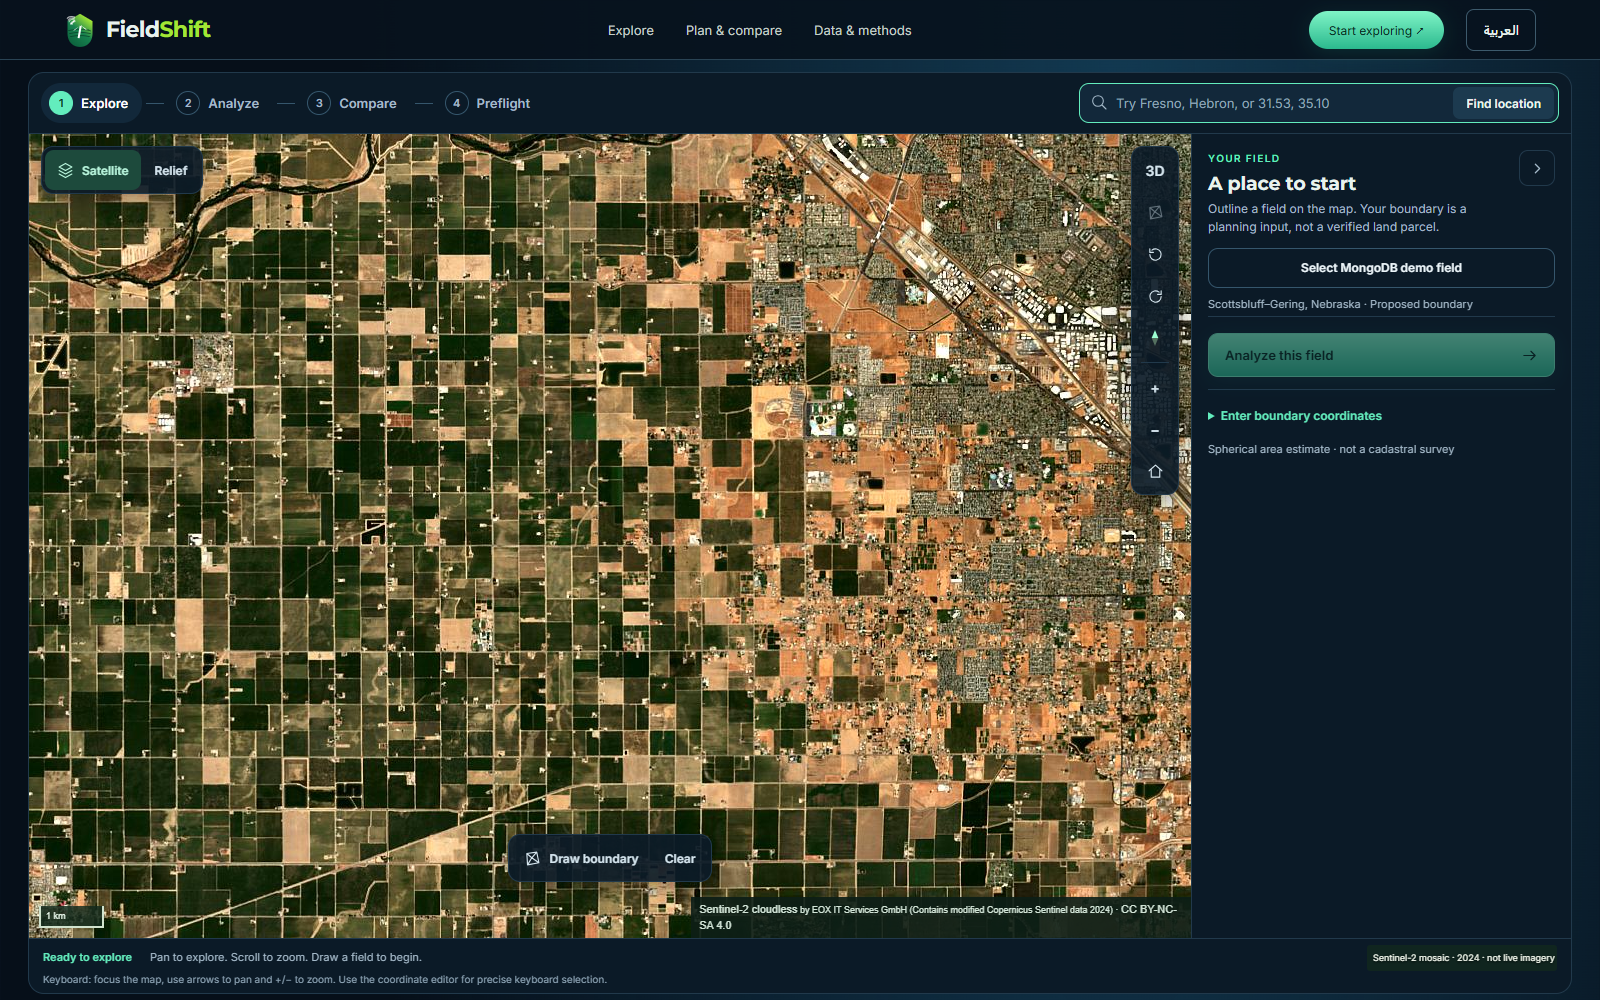 FieldShift
Explore
Plan & compare
Data & methods
Start exploring ↗
العربية
1 Explore
2 Analyze
3 Compare
4 Preflight
Try Fresno, Hebron, or 31.53, 35.10
Find location
Satellite
Relief
3D
+
−
YOUR FIELD
A place to start
Outline a field on the map. Your boundary is a
planning input, not a verified land parcel.
Select MongoDB demo field
Scottsbluff–Gering, Nebraska · Proposed boundary
Analyze this field →
Enter boundary coordinates
Spherical area estimate · not a cadastral survey
Draw boundary
Clear
1 km
Sentinel-2 cloudless by EOX IT Services GmbH (Contains modified Copernicus Sentinel data 2024) · CC BY-NC-
SA 4.0
Ready to explore
Pan to explore. Scroll to zoom. Draw a field to begin.
Sentinel-2 mosaic · 2024 · not live imagery
Keyboard: focus the map, use arrows to pan and +/− to zoom. Use the coordinate editor for precise keyboard selection.